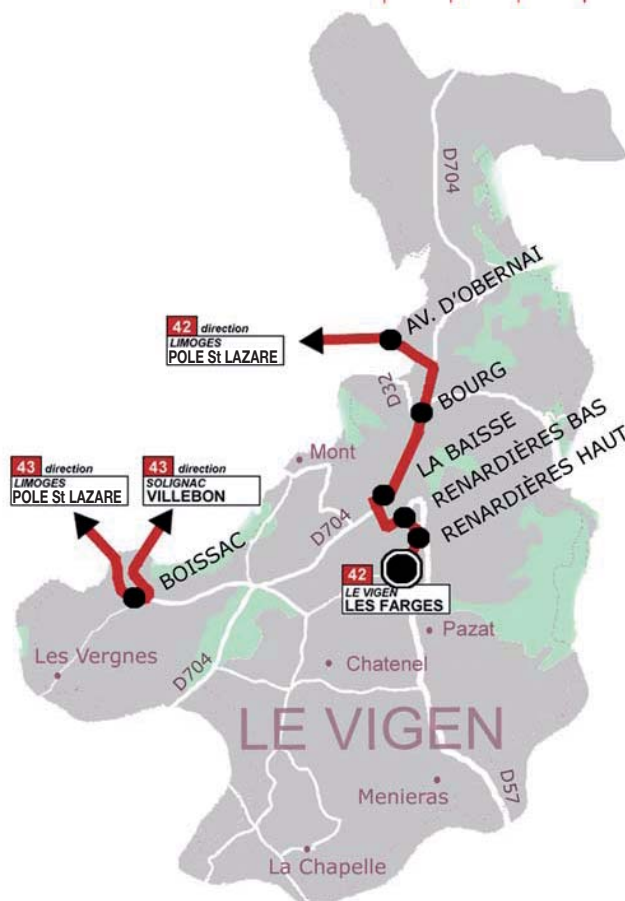 D704
AV. D'OBERNAI
42 direction
LIMOGES
POLE St LAZARE
D32
BOURG
LA BAISSE
RENARDIÈRES BAS
RENARDIÈRES HAUT
Mont
43 direction
LIMOGES
POLE St LAZARE
43 direction
SOLIGNAC
VILLEBON
D704
BOISSAC
42
LE VIGEN
LES FARGES
Pazat
Les Vergnes
D704
Chatenel
LE VIGEN
Menieras
D57
La Chapelle